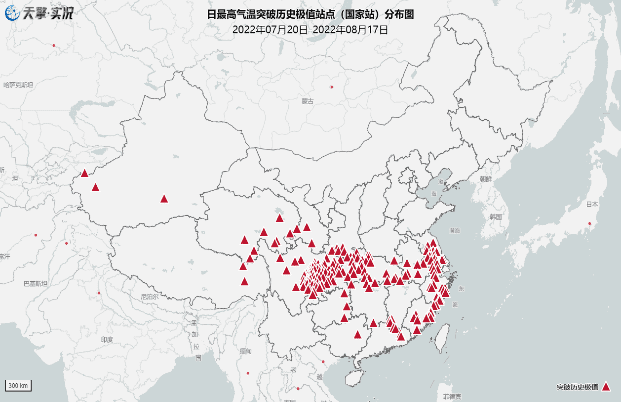 天擎·实况
日最高气温突破历史极值站点（国家站）分布图
2022年07月20日-2022年08月17日
哈萨克斯坦
蒙古
朝鲜
日本
韩国
巴基斯坦
尼泊尔
印度
缅甸
老
菲律宾
300 km
突破历史极值